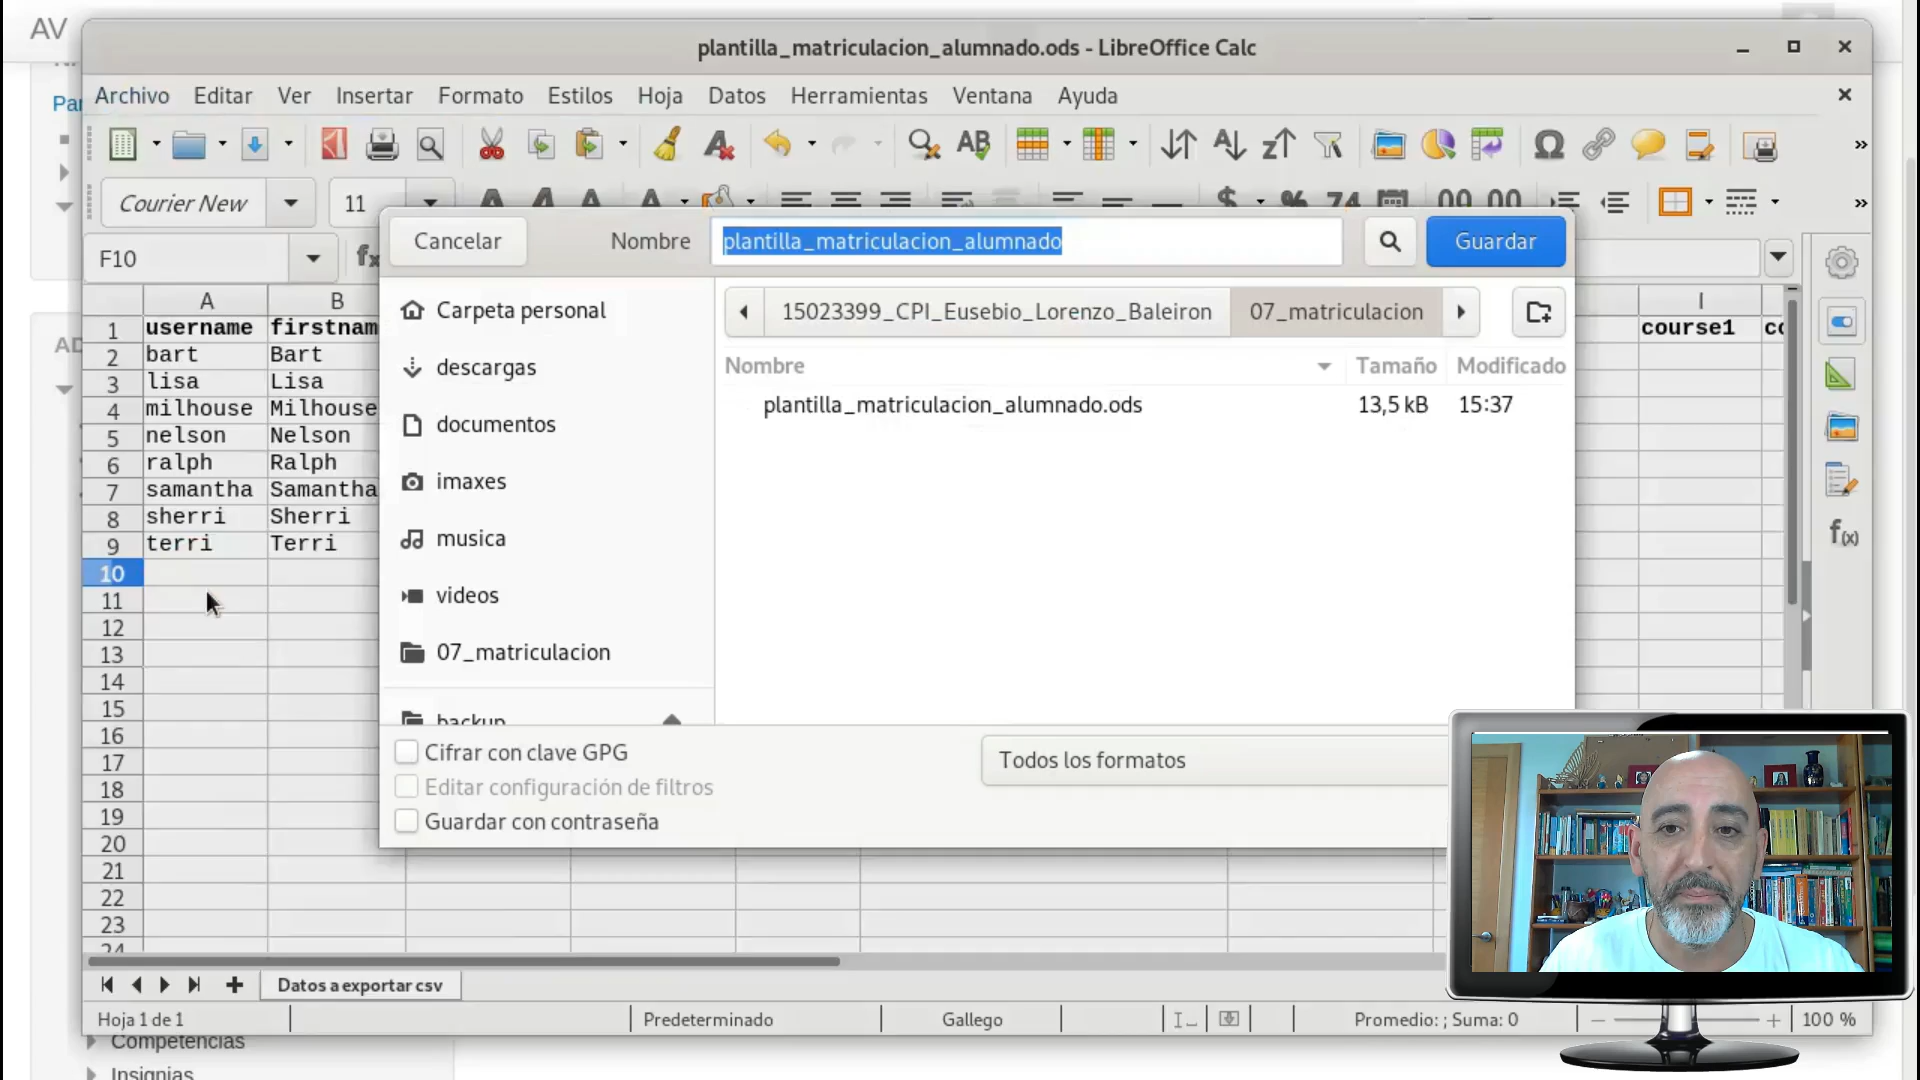 AV
plantilla_matriculacion_alumnado.ods - LibreOffice Calc
Par
Archivo Editar Ver Insertar Formato Estilos Hoja Datos Herramientas Ventana Ayuda
Courier New 11
F10
Cancelar Nombre plantilla_matriculacion_alumnado Guardar
Carpeta personal
descargas
documentos
imaxes
musica
videos
07_matriculacion
backup
15023399_CPI_Eusebio_Lorenzo_Baleiron 07_matriculacion
Nombre Tamaño Modificado
plantilla_matriculacion_alumnado.ods 13,5 kB 15:37
Cifrar con clave GPG
Editar configuración de filtros
Guardar con contraseña
Todos los formatos
A B I
1 username firstnam course1
2 bart Bart
3 lisa Lisa
4 milhouse Milhouse
5 nelson Nelson
6 ralph Ralph
7 samantha Samantha
8 sherri Sherri
9 terri Terri
10
11
12
13
14
15
16
17
18
19
20
21
22
23
24
AD
Datos a exportar csv
Hoja 1 de 1 Predeterminado Gallego Promedio: ; Suma: 0 100 %
Competencias
Insignias